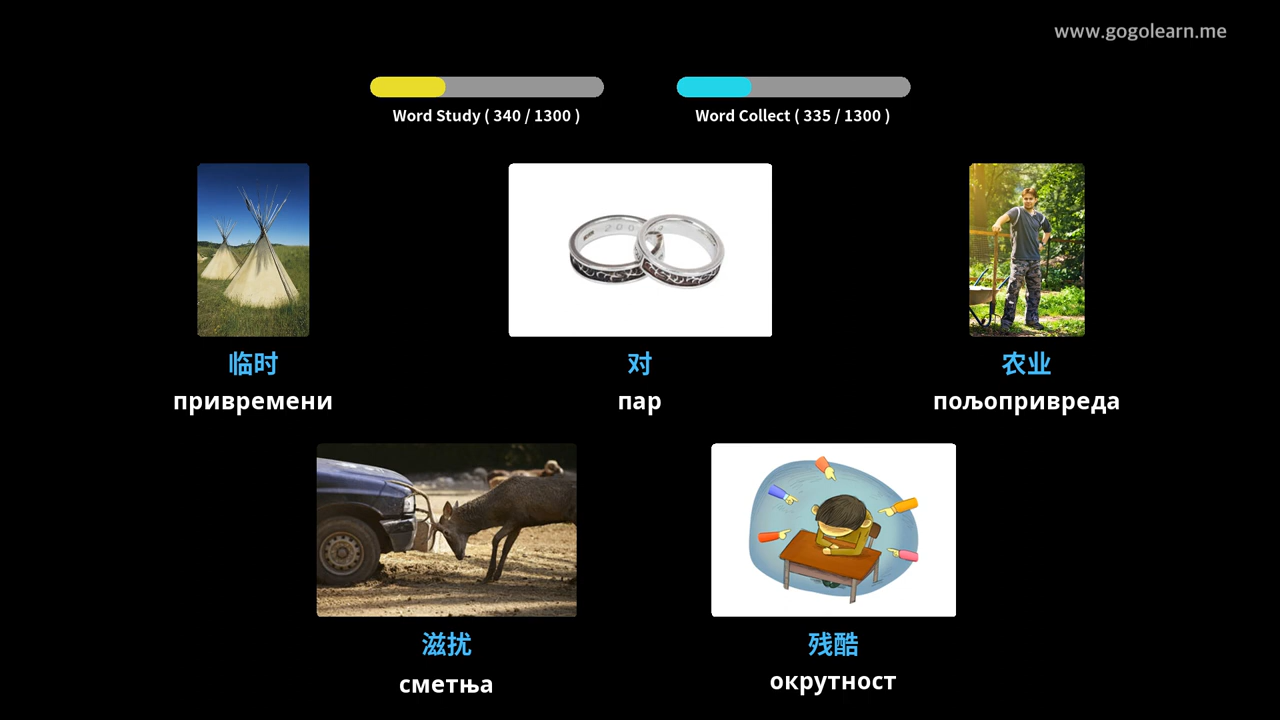 www.gogolearn.me
Word Study ( 340 / 1300 )
Word Collect ( 335 / 1300 )
临时
привремени
对
пар
农业
пољопривреда
滋扰
сметња
残酷
окрутност